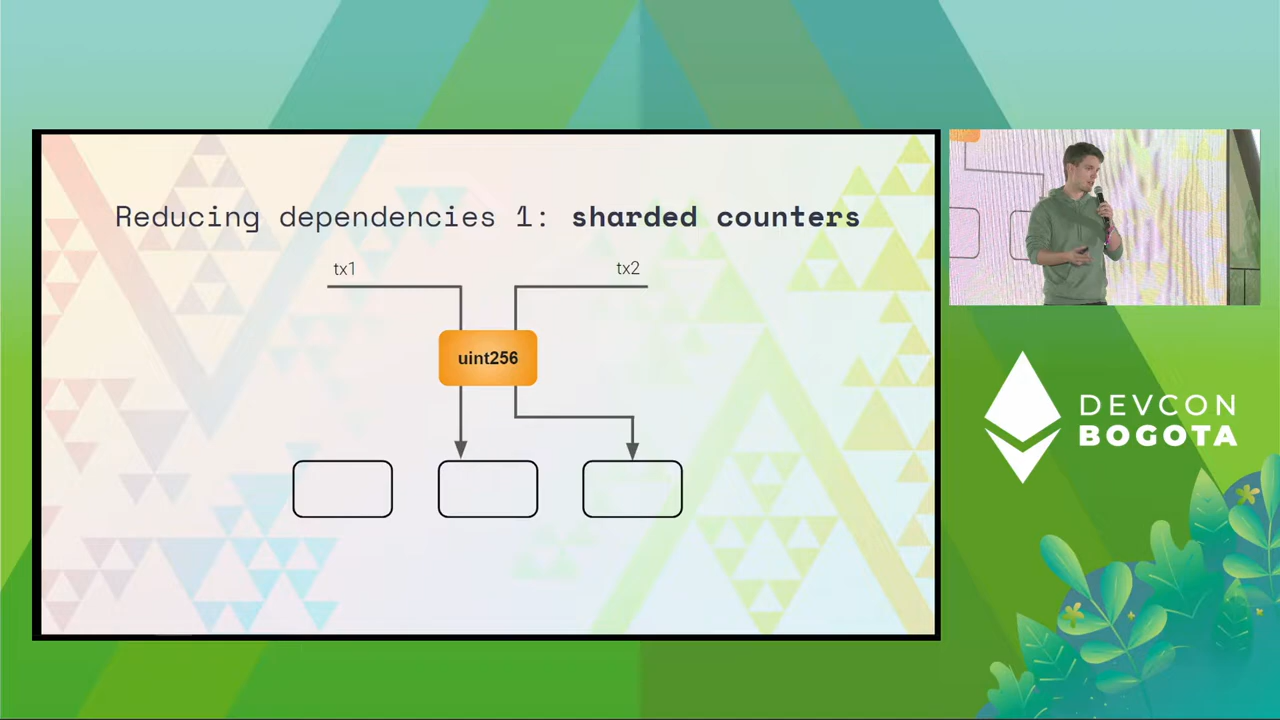 Reducing dependencies 1: sharded counters
tx1
tx2
uint256
DEVCON
BOGOTA